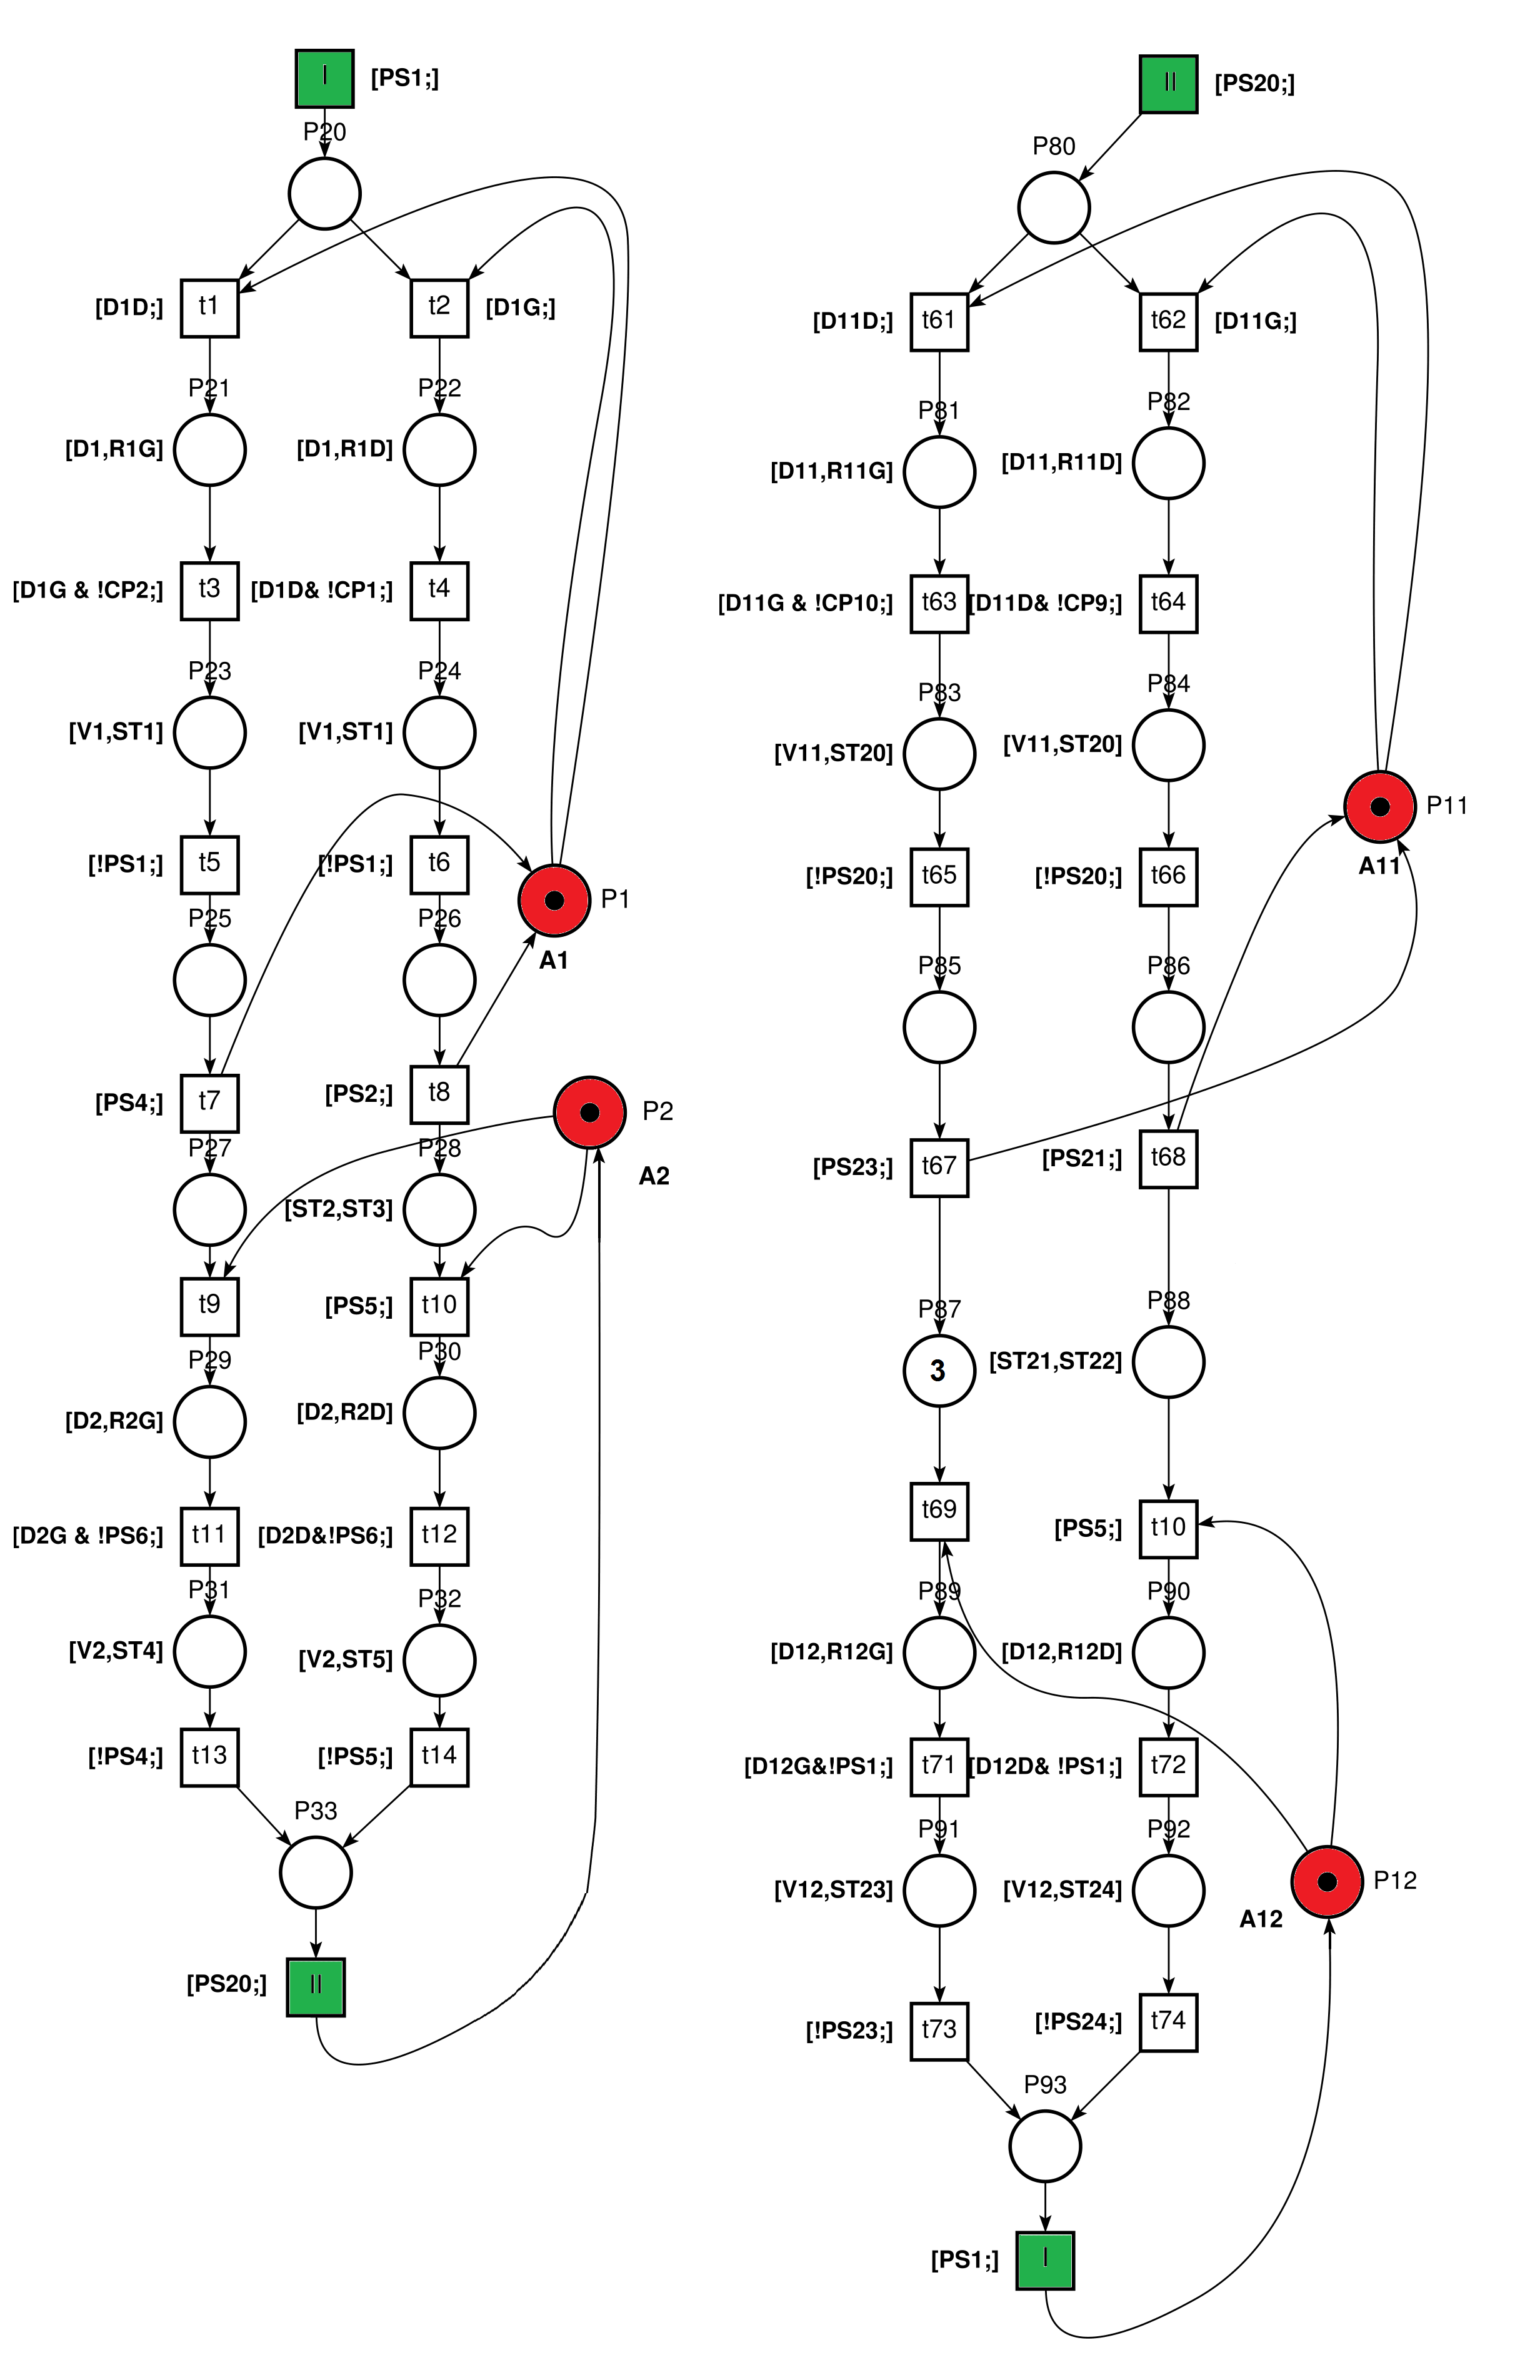 I
[PS1;]
P20
[D1D;]
t1
t2
[D1G;]
P21
P22
[D1,R1G]
[D1,R1D]
[D1G & !CP2;]
t3
[D1D& !CP1;]
t4
P23
P24
[V1,ST1]
[V1,ST1]
[!PS1;]
t5
[!PS1;]
t6
P1
P25
P26
A1
[PS4;]
t7
[PS2;]
t8
P2
P27
P28
A2
[ST2,ST3]
t9
[PS5;]
t10
P29
P30
[D2,R2G]
[D2,R2D]
[D2G & !PS6;]
t11
[D2D&!PS6;]
t12
P31
P32
[V2,ST4]
[V2,ST5]
[!PS4;]
t13
[!PS5;]
t14
P33
[PS20;]
II
II
[PS20;]
P80
[D11D;]
t61
t62
[D11G;]
P81
P82
[D11,R11G]
[D11,R11D]
[D11G & !CP10;]
t63
[D11D& !CP9;]
t64
P83
P84
[V11,ST20]
[V11,ST20]
P11
A11
[!PS20;]
t65
[!PS20;]
t66
P85
P86
[PS23;]
t67
[PS21;]
t68
P87
P88
3
[ST21,ST22]
t69
[PS5;]
t10
P89
P90
[D12,R12G]
[D12,R12D]
[D12G&!PS1;]
t71
[D12D& !PS1;]
t72
P91
P92
[V12,ST23]
[V12,ST24]
P12
A12
[!PS23;]
t73
[!PS24;]
t74
P93
[PS1;]
I